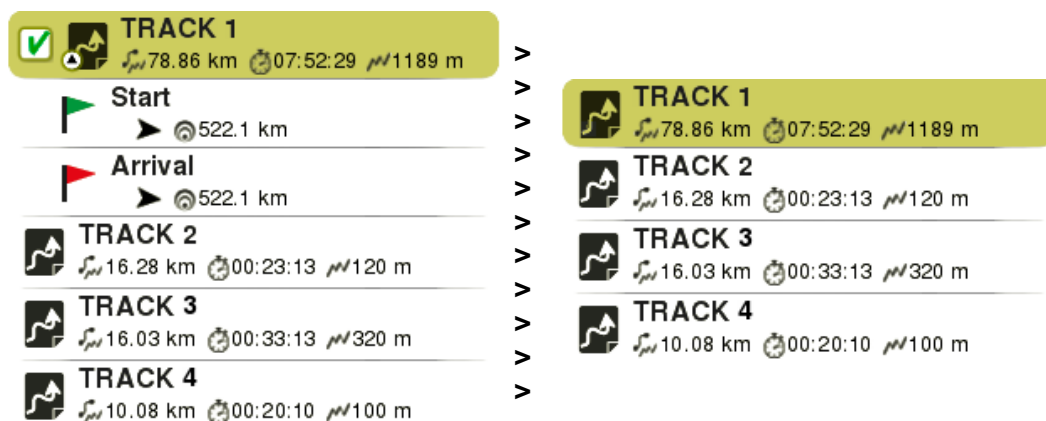 TRACK 1
78.86 km 07:52:29 1189 m
Start
522.1 km
Arrival
522.1 km
TRACK 2
16.28 km 00:23:13 120 m
TRACK 3
16.03 km 00:33:13 320 m
TRACK 4
10.08 km 00:20:10 100 m
>
>
>
>
>
>
>
>
>
>
>
TRACK 1
78.86 km 07:52:29 1189 m
TRACK 2
16.28 km 00:23:13 120 m
TRACK 3
16.03 km 00:33:13 320 m
TRACK 4
10.08 km 00:20:10 100 m